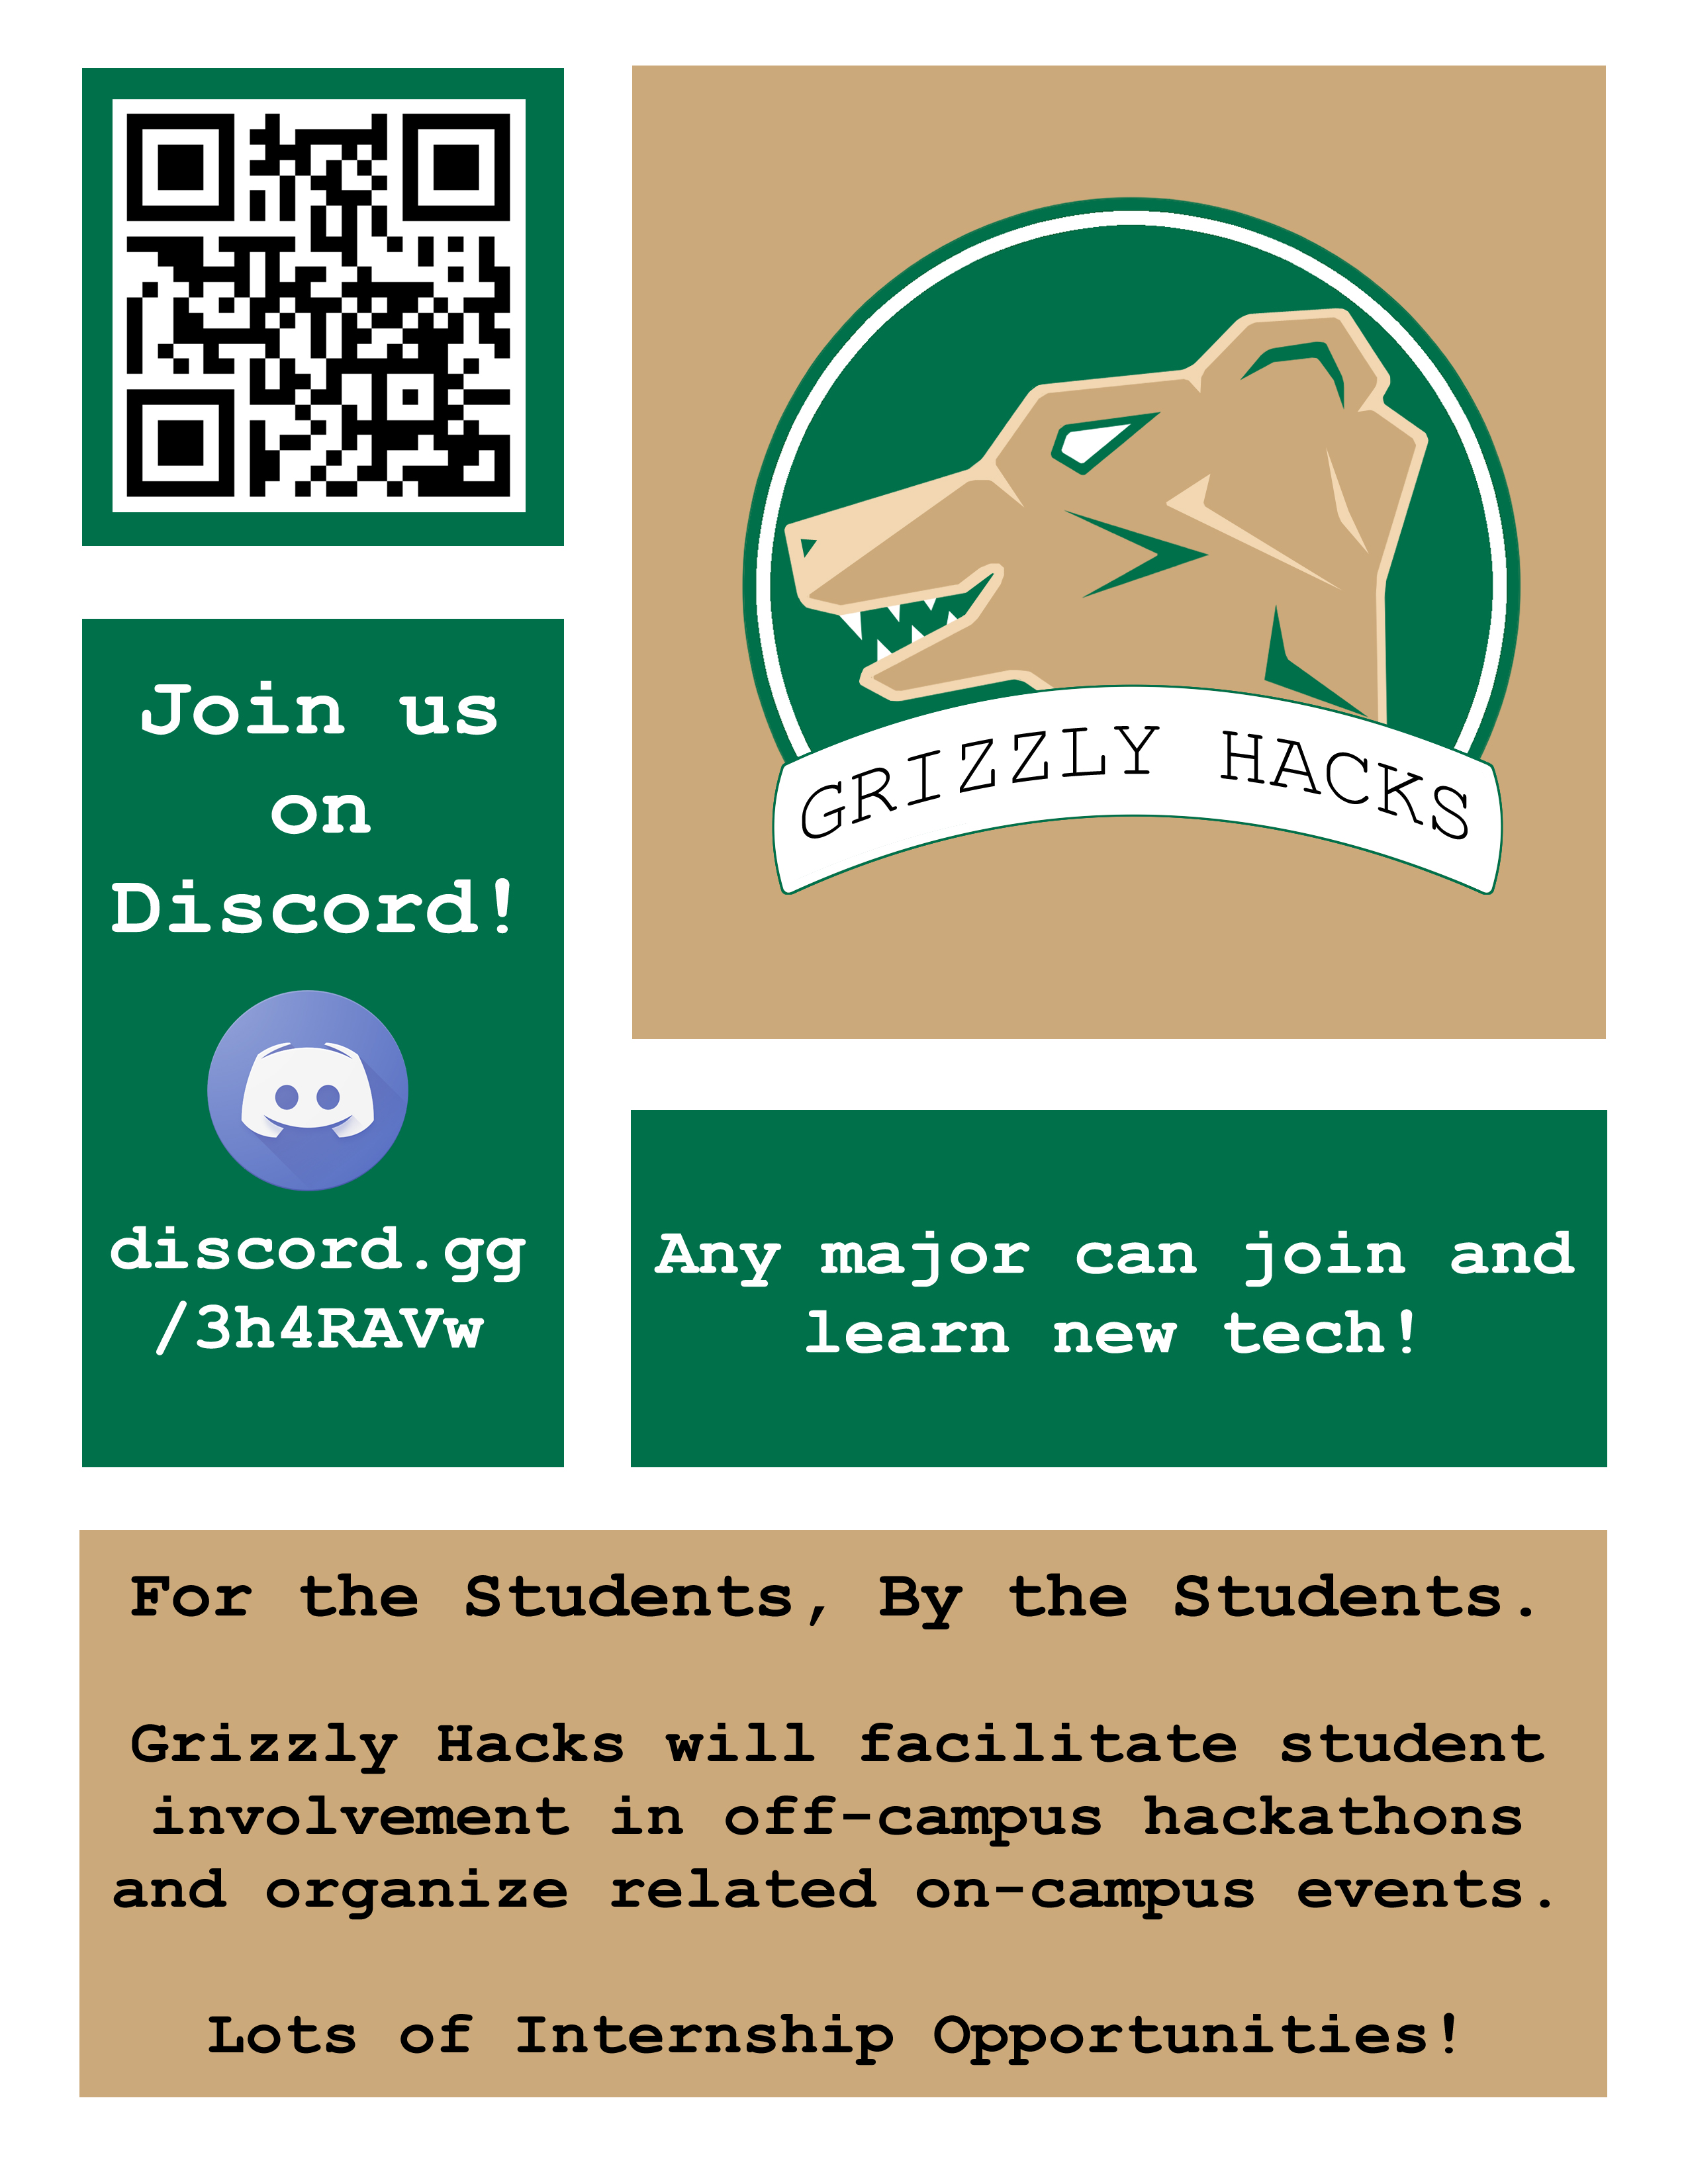 Join us
on
Discord!
discord.gg
/3h4RAVw
GRIZZLY HACKS
Any major can join and
learn new tech!
For the Students, By the Students.
Grizzly Hacks will facilitate student
involvement in off-campus hackathons
and organize related on-campus events.
Lots of Internship Opportunities!